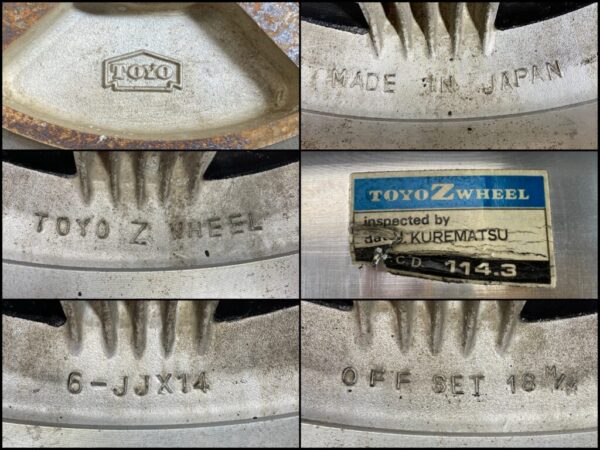 TOYO
MADE IN JAPAN
TOYO Z WHEEL
TOYO Z WHEEL
inspected by
KUREMATSU
C.D. 114.3
6-JJX14
OFF SET 18 M/M